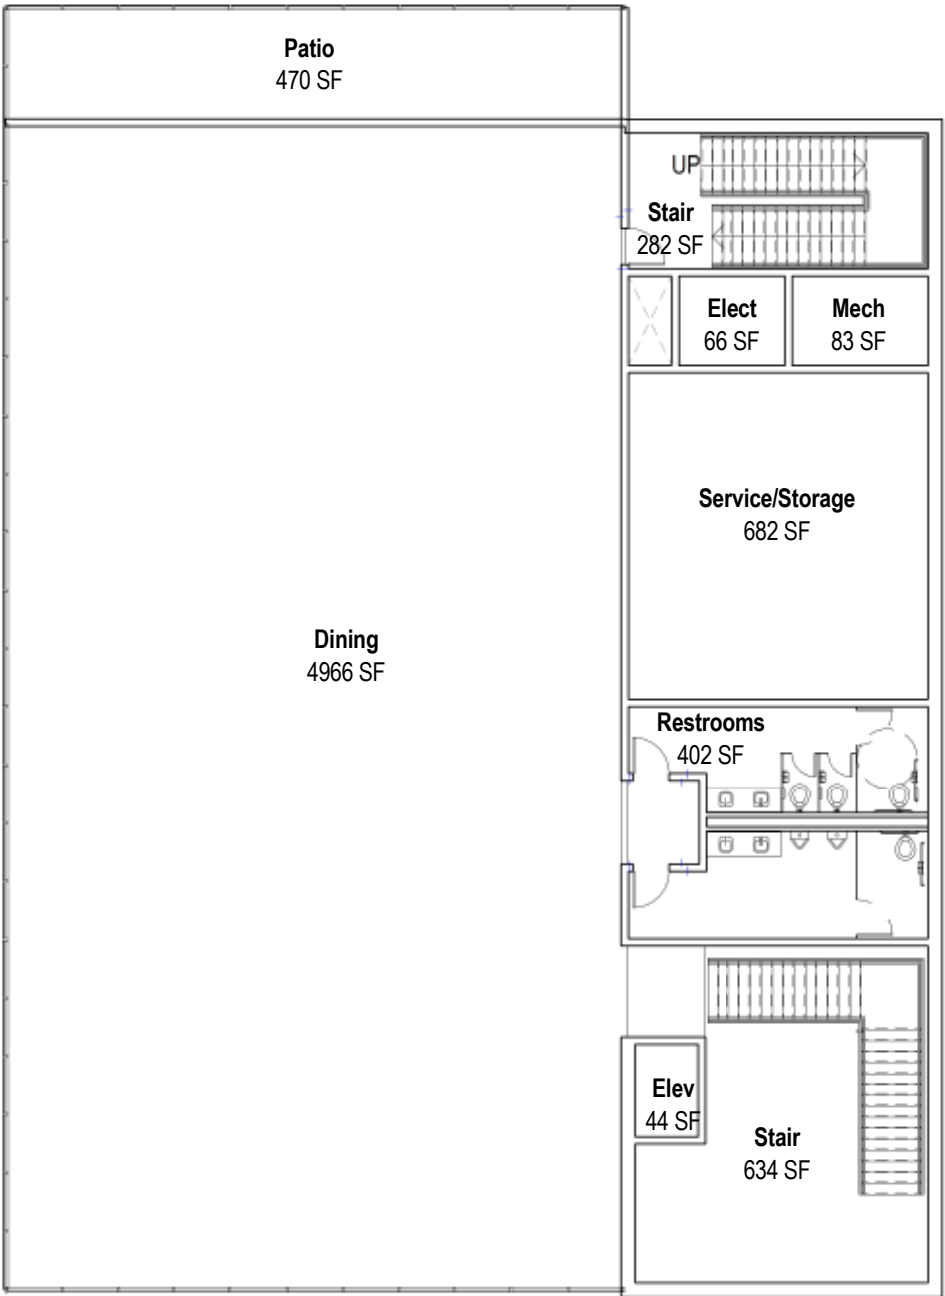 Patio
470 SF
UP
Stair
282 SF
Elect
66 SF
Mech
83 SF
Service/Storage
682 SF
Dining
4966 SF
Restrooms
402 SF
Elev
44 SF
Stair
634 SF